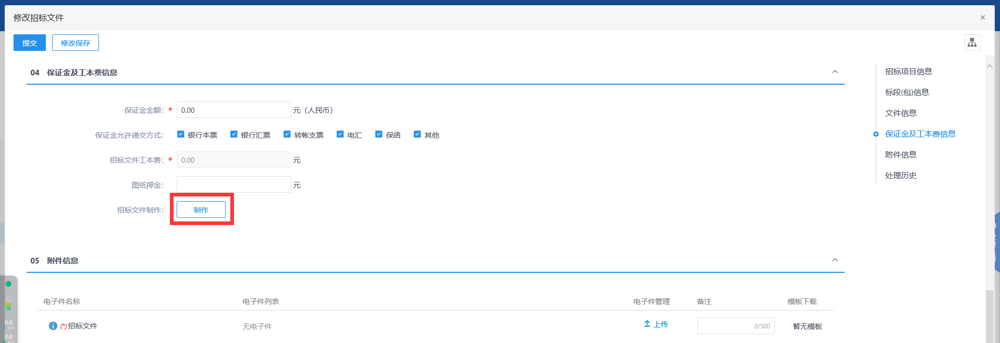 修改招标文件
提交 修改保存
04 保证金及工本费信息
保证金金额: * 0.00 元（人民币）
保证金允许递交方式: 银行本票 银行汇票 转帐支票 电汇 保函 其他
招标文件工本费: * 0.00 元
图纸押金: 元
招标文件制作: 制作
05 附件信息
电子件名称 电子件列表 电子件管理 备注 模板下载
(*)招标文件 无电子件 上传 0/500 暂无模板
招标项目信息
标段(包)信息
文件信息
保证金及工本费信息
附件信息
处理历史
0.0
K/s
0.0
K/s